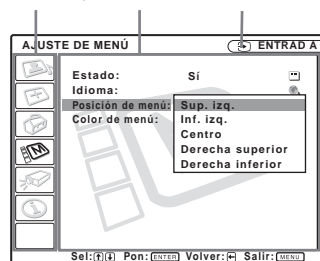 AJUSTE DE MENÚ ENTRAD A
Estado: Sí
Idioma:
Posición de menú: Sup. izq.
Color de menú: Inf. izq.
Centro
Derecha superior
Derecha inferior
Sel: Pon: ENTER Volver: Salir: MENU